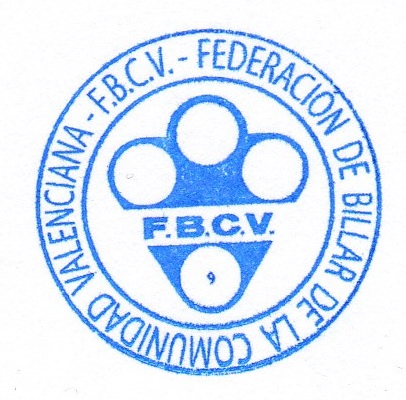 F.B.C.V. - FEDERACIÓN DE BILLAR DE LA COMUNIDAD VALENCIANA -
F.B.C.V.
9